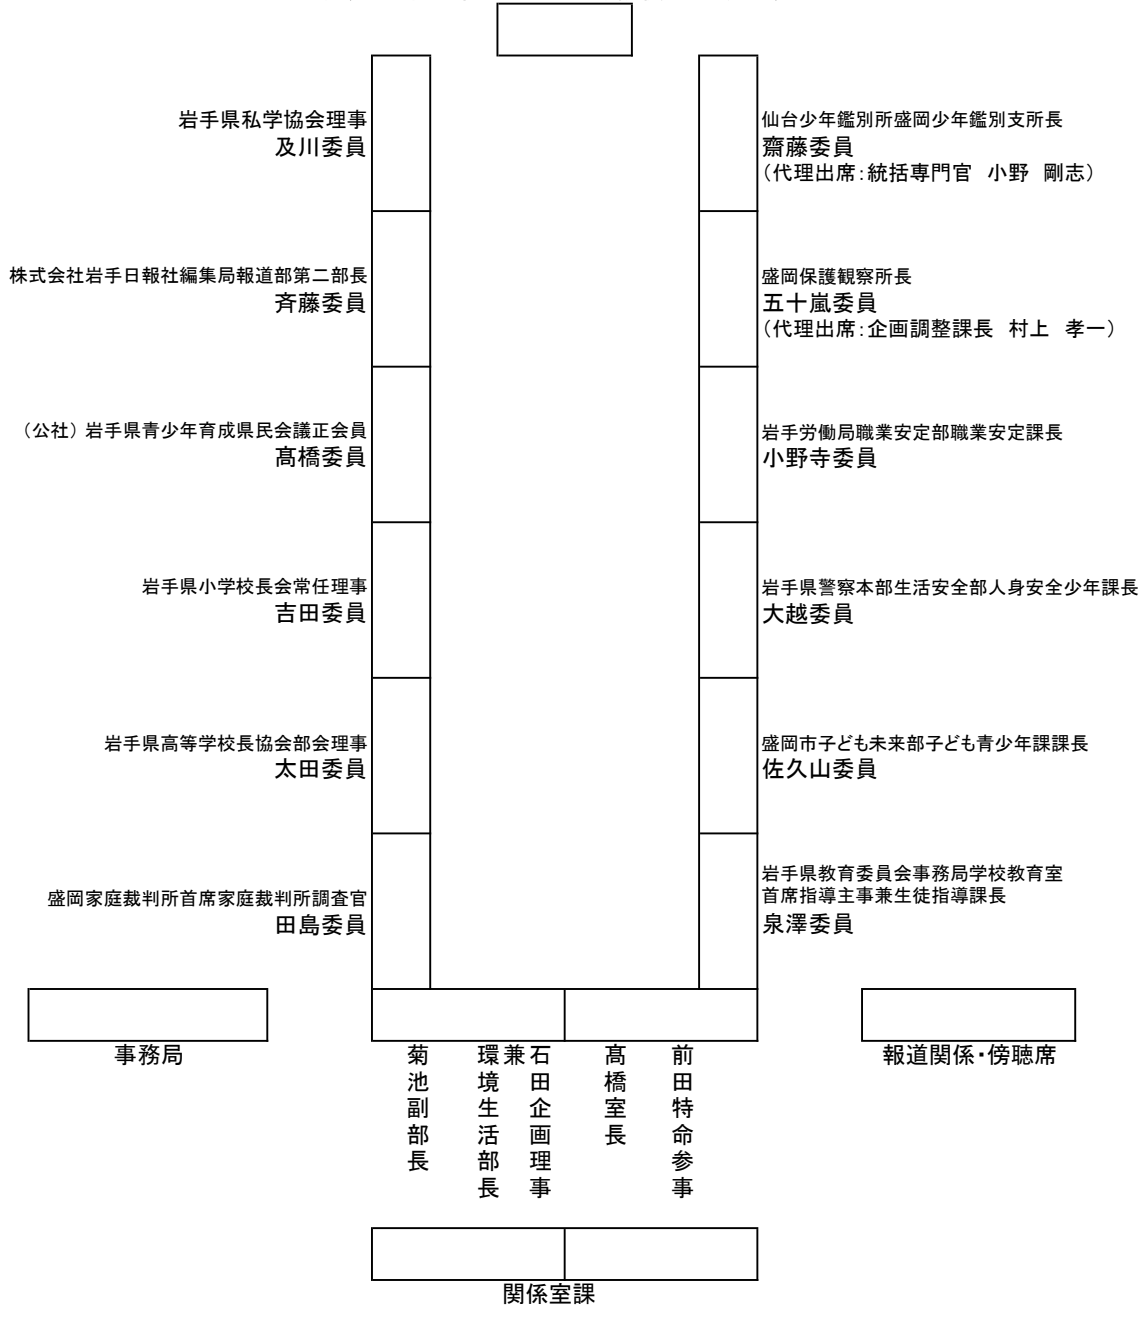 岩手県私学協会理事
及川委員
仙台少年鑑別所盛岡少年鑑別支所長
齋藤委員
（代理出席：統括専門官　小野　剛志）
株式会社岩手日報社編集局報道部第二部長
斉藤委員
盛岡保護観察所長
五十嵐委員
（代理出席：企画調整課長　村上　孝一）
（公社）岩手県青少年育成県民会議正会員
髙橋委員
岩手労働局職業安定部職業安定課長
小野寺委員
岩手県小学校長会常任理事
吉田委員
岩手県警察本部生活安全部人身安全少年課長
大越委員
岩手県高等学校長協会部会理事
太田委員
盛岡市子ども未来部子ども青少年課課長
佐久山委員
盛岡家庭裁判所首席家庭裁判所調査官
田島委員
岩手県教育委員会事務局学校教育室
首席指導主事兼生徒指導課長
泉澤委員
事務局
報道関係・傍聴席
菊池副部長
石田企画理事
兼
環境生活部長
髙橋室長
前田特命参事
関係室課